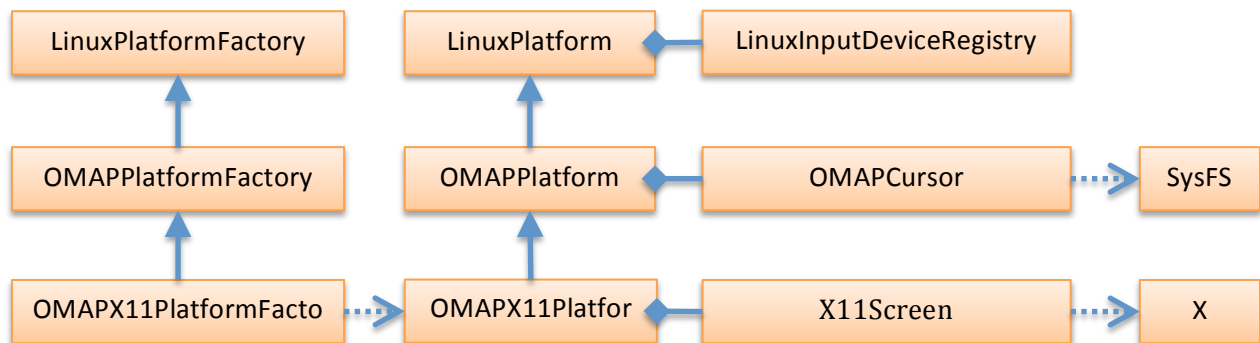 LinuxPlatformFactory LinuxPlatform LinuxInputDeviceRegistry
OMAPPlatformFactory OMAPPlatform OMAPCursor SysFS
OMAPX11PlatformFacto OMAPX11Platfor X11Screen X